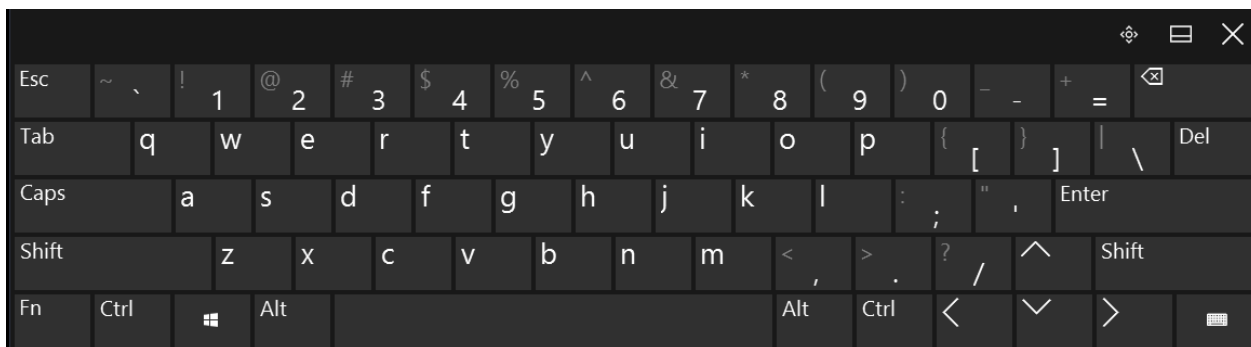 Esc ~ ` ! 1 @ 2 # 3 $ 4 % 5 ^ 6 & 7 * 8 ( 9 ) 0 _ - + =
Tab q w e r t y u i o p { [ } ] | \ Del
Caps a s d f g h j k l : ; " ' Enter
Shift z x c v b n m < , > . ? / Shift
Fn Ctrl Alt Alt Ctrl